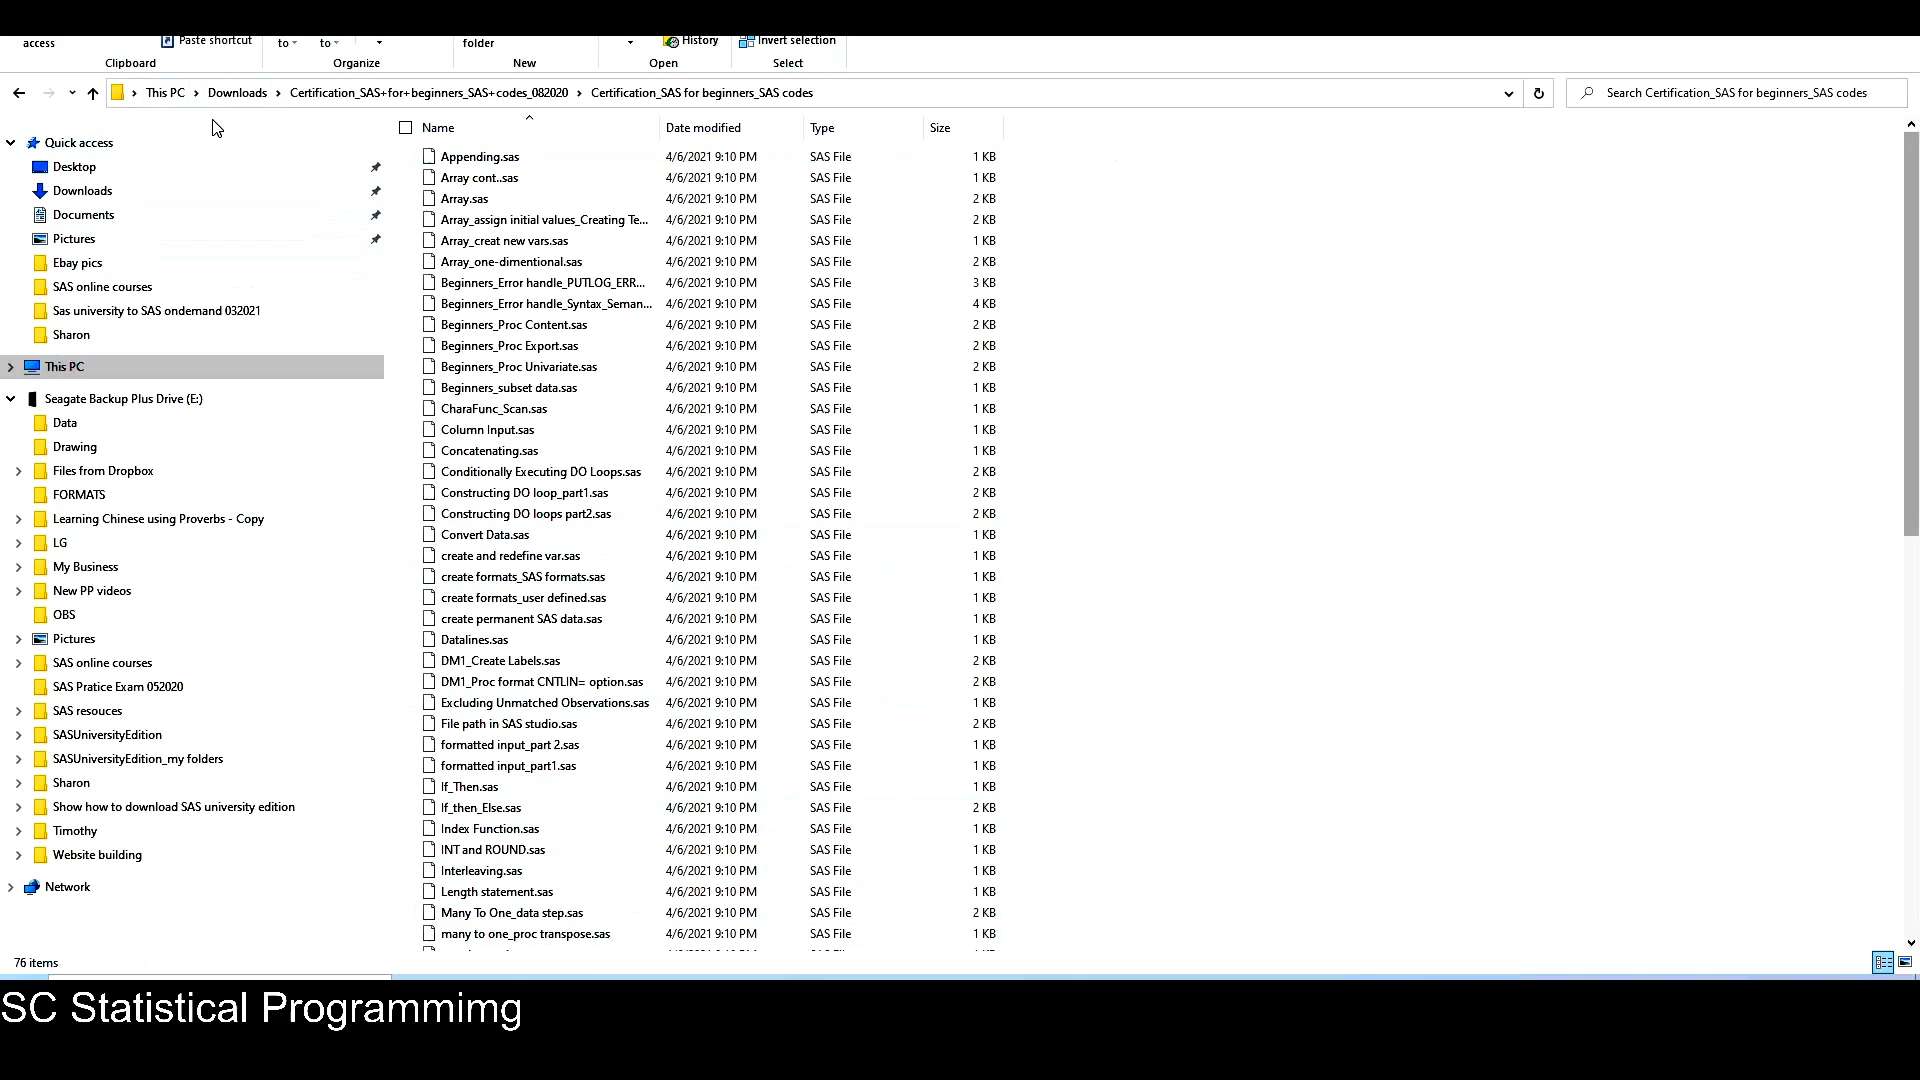 access
Paste shortcut
to
to
folder
History
Invert selection
Clipboard
Organize
New
Open
Select
This PC
Downloads
Certification_SAS+for+beginners_SAS+codes_082020
Certification_SAS for beginners_SAS codes
Search Certification_SAS for beginners_SAS codes
Quick access
Desktop
Downloads
Documents
Pictures
Ebay pics
SAS online courses
Sas university to SAS ondemand 032021
Sharon
This PC
Seagate Backup Plus Drive (E:)
Data
Drawing
Files from Dropbox
FORMATS
Learning Chinese using Proverbs - Copy
LG
My Business
New PP videos
OBS
Pictures
SAS online courses
SAS Pratice Exam 052020
SAS resouces
SASUniversityEdition
SASUniversityEdition_my folders
Sharon
Show how to download SAS university edition
Timothy
Website building
Network
Name Date modified Type Size
Appending.sas 4/6/2021 9:10 PM SAS File 1 KB
Array cont..sas 4/6/2021 9:10 PM SAS File 1 KB
Array.sas 4/6/2021 9:10 PM SAS File 2 KB
Array_assign initial values_Creating Te... 4/6/2021 9:10 PM SAS File 2 KB
Array_creat new vars.sas 4/6/2021 9:10 PM SAS File 1 KB
Array_one-dimentional.sas 4/6/2021 9:10 PM SAS File 2 KB
Beginners_Error handle_PUTLOG_ERR... 4/6/2021 9:10 PM SAS File 3 KB
Beginners_Error handle_Syntax_Seman... 4/6/2021 9:10 PM SAS File 4 KB
Beginners_Proc Content.sas 4/6/2021 9:10 PM SAS File 2 KB
Beginners_Proc Export.sas 4/6/2021 9:10 PM SAS File 2 KB
Beginners_Proc Univariate.sas 4/6/2021 9:10 PM SAS File 2 KB
Beginners_subset data.sas 4/6/2021 9:10 PM SAS File 1 KB
CharaFunc_Scan.sas 4/6/2021 9:10 PM SAS File 1 KB
Column Input.sas 4/6/2021 9:10 PM SAS File 1 KB
Concatenating.sas 4/6/2021 9:10 PM SAS File 1 KB
Conditionally Executing DO Loops.sas 4/6/2021 9:10 PM SAS File 2 KB
Constructing DO loop_part1.sas 4/6/2021 9:10 PM SAS File 2 KB
Constructing DO loops part2.sas 4/6/2021 9:10 PM SAS File 2 KB
Convert Data.sas 4/6/2021 9:10 PM SAS File 1 KB
create and redefine var.sas 4/6/2021 9:10 PM SAS File 1 KB
create formats_SAS formats.sas 4/6/2021 9:10 PM SAS File 1 KB
create formats_user defined.sas 4/6/2021 9:10 PM SAS File 1 KB
create permanent SAS data.sas 4/6/2021 9:10 PM SAS File 1 KB
Datalines.sas 4/6/2021 9:10 PM SAS File 1 KB
DM1_Create Labels.sas 4/6/2021 9:10 PM SAS File 2 KB
DM1_Proc format CNTLIN= option.sas 4/6/2021 9:10 PM SAS File 2 KB
Excluding Unmatched Observations.sas 4/6/2021 9:10 PM SAS File 1 KB
File path in SAS studio.sas 4/6/2021 9:10 PM SAS File 2 KB
formatted input_part 2.sas 4/6/2021 9:10 PM SAS File 1 KB
formatted input_part1.sas 4/6/2021 9:10 PM SAS File 1 KB
If_Then.sas 4/6/2021 9:10 PM SAS File 1 KB
If_then_Else.sas 4/6/2021 9:10 PM SAS File 2 KB
Index Function.sas 4/6/2021 9:10 PM SAS File 1 KB
INT and ROUND.sas 4/6/2021 9:10 PM SAS File 1 KB
Interleaving.sas 4/6/2021 9:10 PM SAS File 1 KB
Length statement.sas 4/6/2021 9:10 PM SAS File 1 KB
Many To One_data step.sas 4/6/2021 9:10 PM SAS File 2 KB
many to one_proc transpose.sas 4/6/2021 9:10 PM SAS File 1 KB
76 items
SC Statistical Programmimg